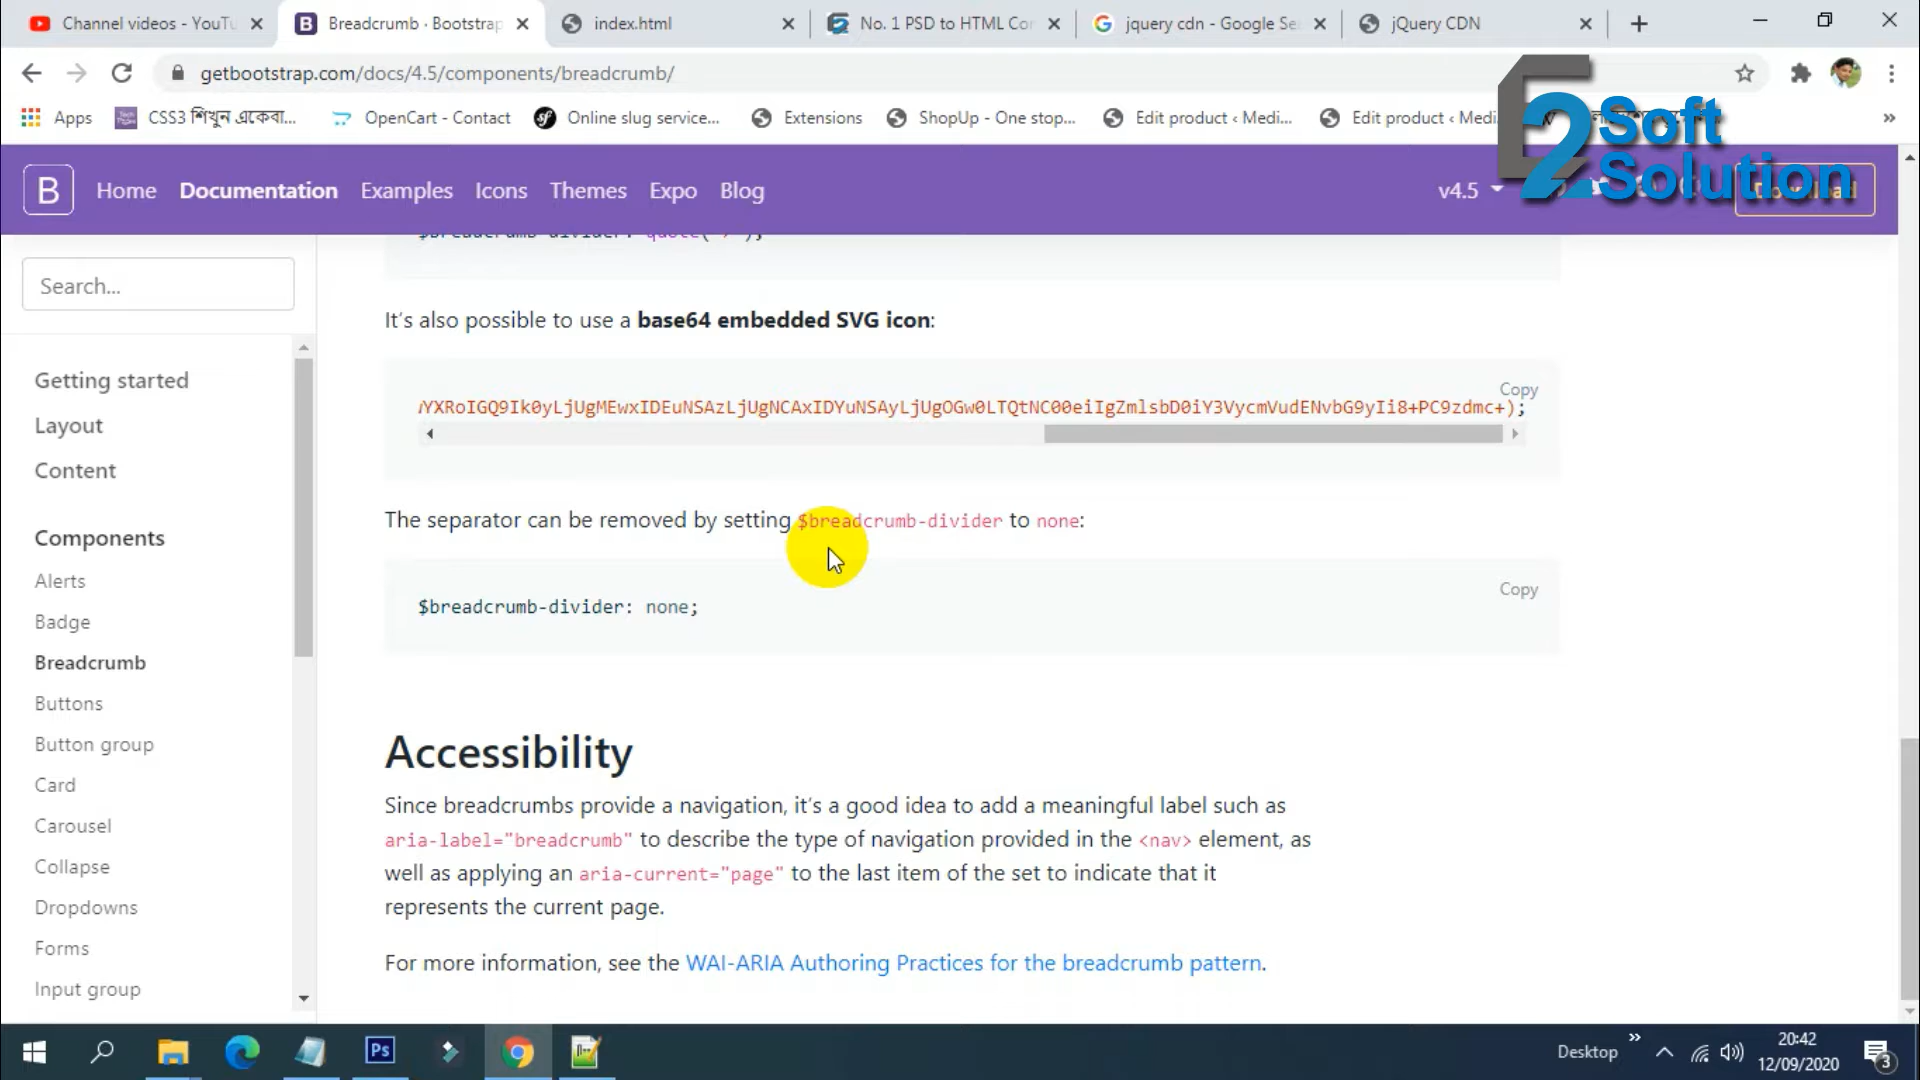 Channel videos - YouTu
Breadcrumb · Bootstrap
index.html
No. 1 PSD to HTML Con
jquery cdn - Google Sea
jQuery CDN
getbootstrap.com/docs/4.5/components/breadcrumb/
Apps
CSS3 শিখুন একেবা...
OpenCart - Contact
Online slug service...
Extensions
ShopUp - One stop...
Edit product ‹ Medi...
Edit product ‹ Medi...
E2 Soft
Solution
B
Home
Documentation
Examples
Icons
Themes
Expo
Blog
v4.5
Download
Search...
It's also possible to use a base64 embedded SVG icon:
Copy
YXRoIGQ9Ik0yLjUgMEwxIDEuNSAzLjUgNCAxIDYuNSAyLjUgOGw0LTQtNC00eiIgZmlsbD0iY3VycmVudENvbG9yIi8+PC9zdmc+);
The separator can be removed by setting $breadcrumb-divider to none:
Copy
$breadcrumb-divider: none;
Getting started
Layout
Content
Components
Alerts
Badge
Breadcrumb
Buttons
Button group
Card
Carousel
Collapse
Dropdowns
Forms
Input group
Accessibility
Since breadcrumbs provide a navigation, it's a good idea to add a meaningful label such as
aria-label="breadcrumb" to describe the type of navigation provided in the <nav> element, as
well as applying an aria-current="page" to the last item of the set to indicate that it
represents the current page.
For more information, see the WAI-ARIA Authoring Practices for the breadcrumb pattern.
Ps
Desktop
20:42
12/09/2020
3